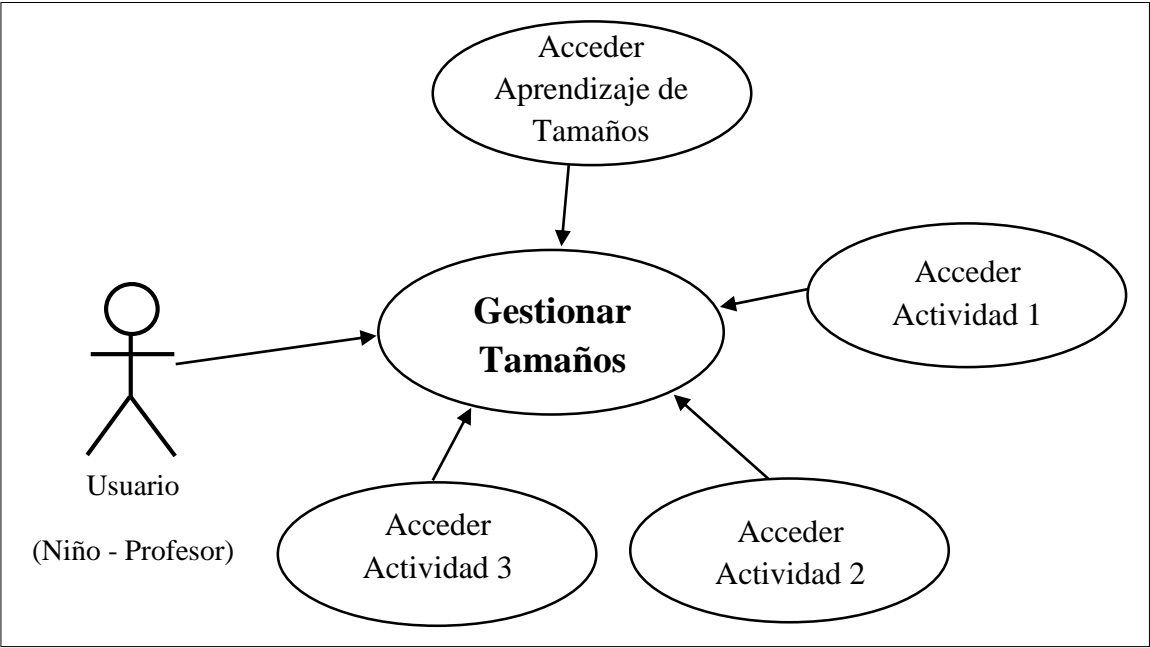 Acceder
Aprendizaje de
Tamaños
Acceder
Actividad 1
Gestionar
Tamaños
Usuario
(Niño - Profesor)
Acceder
Actividad 3
Acceder
Actividad 2